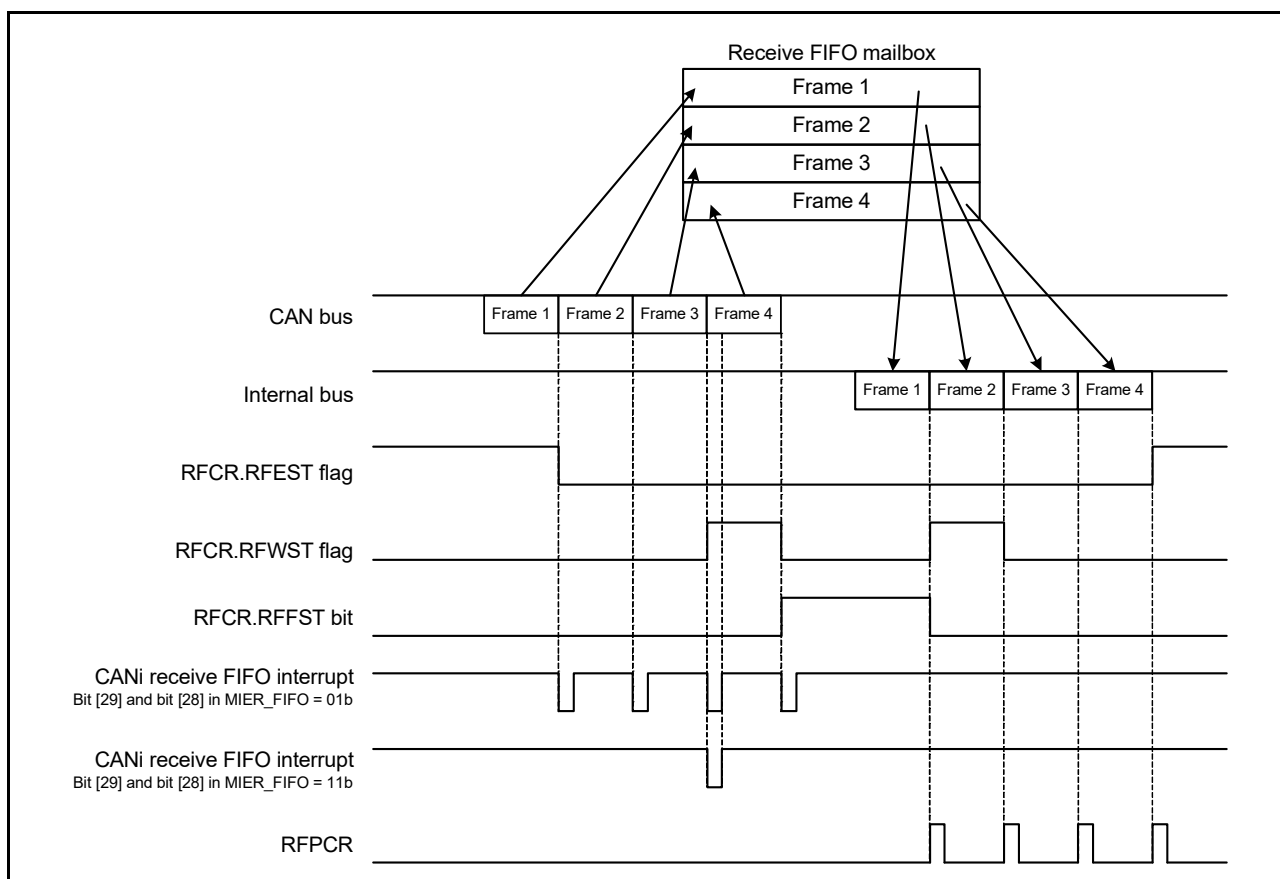 Receive FIFO mailbox
Frame 1
Frame 2
Frame 3
Frame 4
CAN bus
Frame 1 Frame 2 Frame 3 Frame 4
Internal bus
Frame 1 Frame 2 Frame 3 Frame 4
RFCR.RFEST flag
RFCR.RFWST flag
RFCR.RFFST bit
CANi receive FIFO interrupt
Bit [29] and bit [28] in MIER_FIFO = 01b
CANi receive FIFO interrupt
Bit [29] and bit [28] in MIER_FIFO = 11b
RFPCR